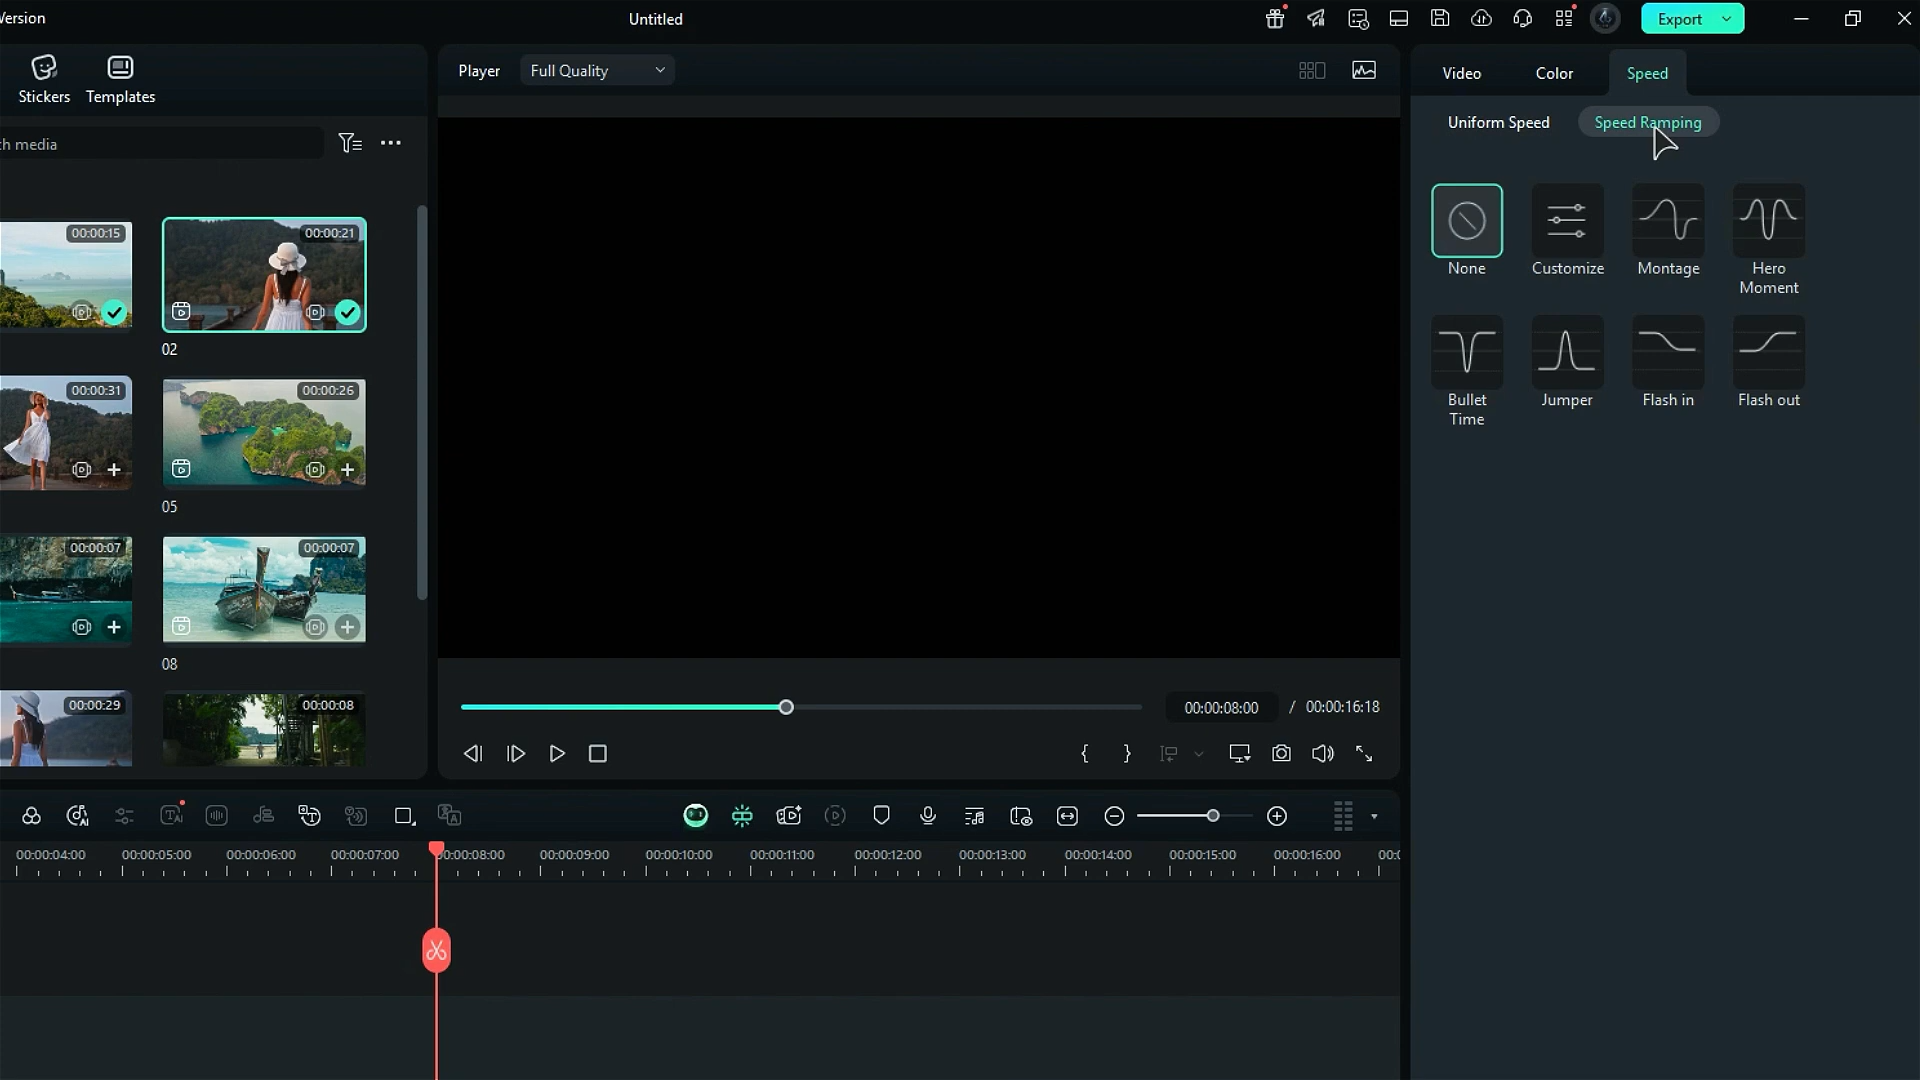 Version
Untitled
Export
Stickers
Templates
Player
Full Quality
Video
Color
Speed
Uniform Speed
Speed Ramping
ch media
None
Customize
Montage
Hero
Moment
Bullet
Time
Jumper
Flash in
Flash out
00:00:15
00:00:21
02
00:00:31
00:00:26
05
00:00:07
00:00:07
08
00:00:29
00:00:08
00:00:08:00 / 00:00:16:18
00:00:04:00 00:00:05:00 00:00:06:00 00:00:07:00 00:00:08:00 00:00:09:00 00:00:10:00 00:00:11:00 00:00:12:00 00:00:13:00 00:00:14:00 00:00:15:00 00:00:16:00 00:0